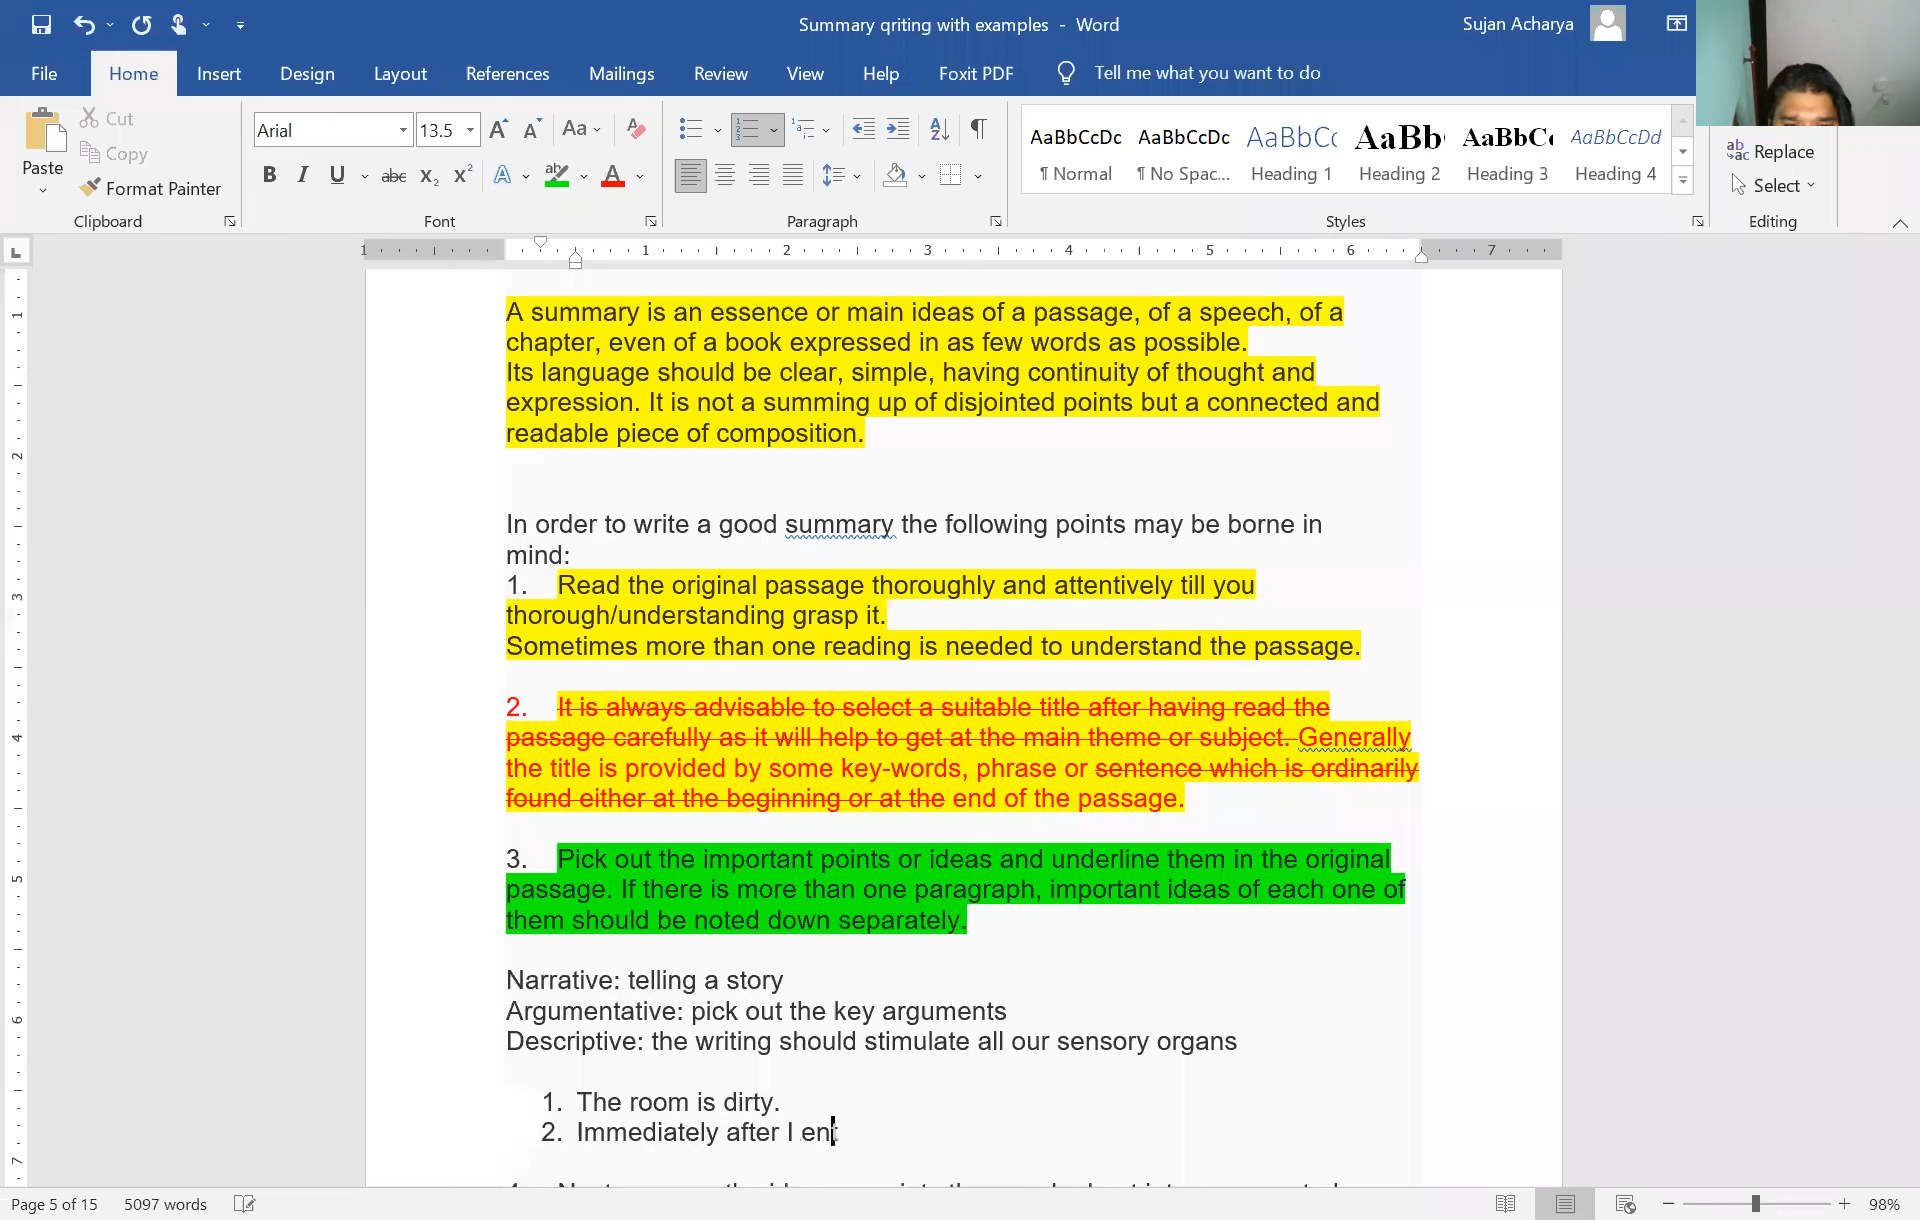 Summary qriting with examples - Word
Sujan Acharya
File Home Insert Design Layout References Mailings Review View Help Foxit PDF Tell me what you want to do
Paste
Cut
Copy
Format Painter
Clipboard
Arial 13.5
Font
Paragraph
AaBbCcDc AaBbCcDc AaBbCc AaBb AaBbC AaBbCcDd
¶ Normal ¶ No Spac... Heading 1 Heading 2 Heading 3 Heading 4
Styles
Replace
Select
Editing
1 1 2 3 4 5 6 7
A summary is an essence or main ideas of a passage, of a speech, of a
chapter, even of a book expressed in as few words as possible.
Its language should be clear, simple, having continuity of thought and
expression. It is not a summing up of disjointed points but a connected and
readable piece of composition.
In order to write a good summary the following points may be borne in
mind:
1. Read the original passage thoroughly and attentively till you
thorough/understanding grasp it.
Sometimes more than one reading is needed to understand the passage.
2. It is always advisable to select a suitable title after having read the
passage carefully as it will help to get at the main theme or subject. Generally
the title is provided by some key-words, phrase or sentence which is ordinarily
found either at the beginning or at the end of the passage.
3. Pick out the important points or ideas and underline them in the original
passage. If there is more than one paragraph, important ideas of each one of
them should be noted down separately.
Narrative: telling a story
Argumentative: pick out the key arguments
Descriptive: the writing should stimulate all our sensory organs
1. The room is dirty.
2. Immediately after I ent
Page 5 of 15 5097 words
98%